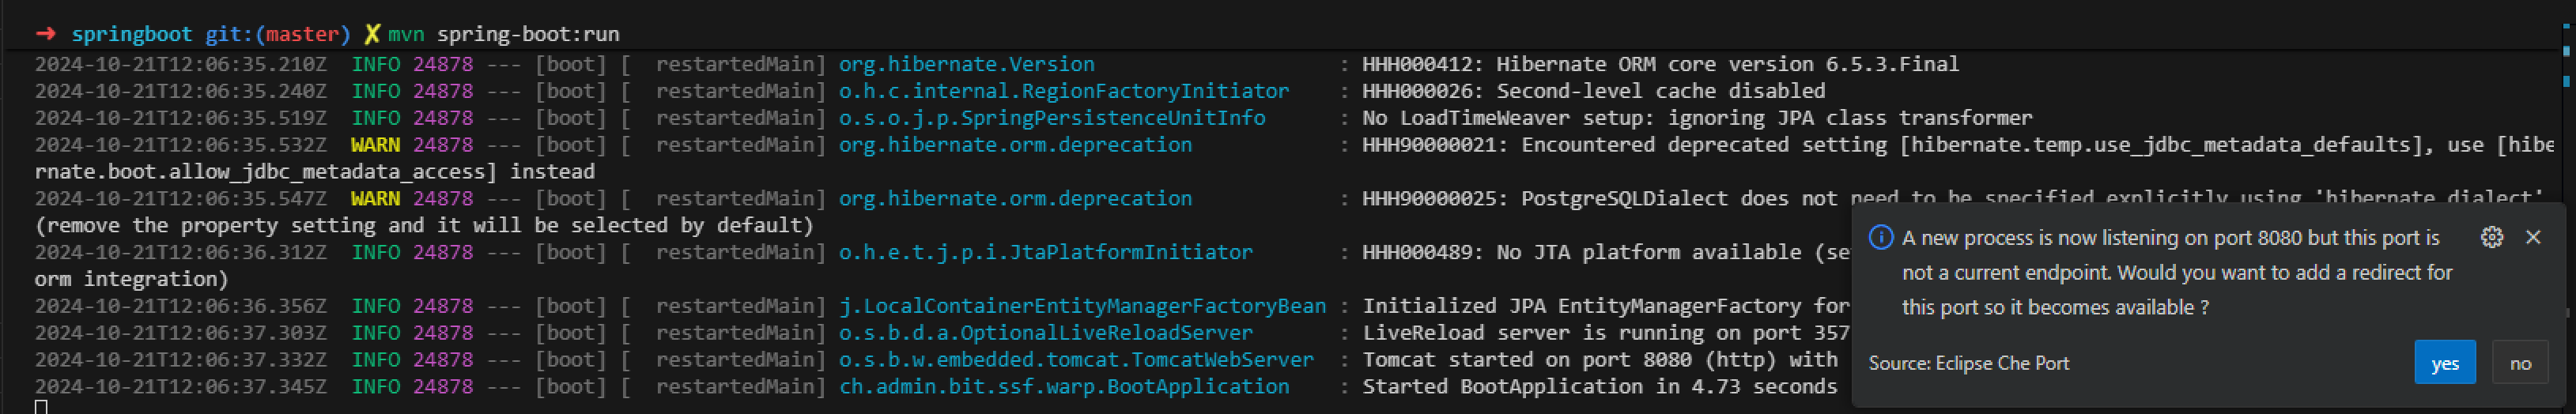 ➜ springboot git:(master) ✗ mvn spring-boot:run
2024-10-21T12:06:35.210Z  INFO 24878 --- [boot] [  restartedMain] org.hibernate.Version                    : HHH000412: Hibernate ORM core version 6.5.3.Final
2024-10-21T12:06:35.240Z  INFO 24878 --- [boot] [  restartedMain] o.h.c.internal.RegionFactoryInitiator    : HHH000026: Second-level cache disabled
2024-10-21T12:06:35.519Z  INFO 24878 --- [boot] [  restartedMain] o.s.o.j.p.SpringPersistenceUnitInfo      : No LoadTimeWeaver setup: ignoring JPA class transformer
2024-10-21T12:06:35.532Z  WARN 24878 --- [boot] [  restartedMain] org.hibernate.orm.deprecation            : HHH90000021: Encountered deprecated setting [hibernate.temp.use_jdbc_metadata_defaults], use [hibe
rnate.boot.allow_jdbc_metadata_access] instead
2024-10-21T12:06:35.547Z  WARN 24878 --- [boot] [  restartedMain] org.hibernate.orm.deprecation            : HHH90000025: PostgreSQLDialect does not need to be specified explicitly using 'hibernate.dialect'
(remove the property setting and it will be selected by default)
2024-10-21T12:06:36.312Z  INFO 24878 --- [boot] [  restartedMain] o.h.e.t.j.p.i.JtaPlatformInitiator       : HHH000489: No JTA platform available (se
orm integration)
2024-10-21T12:06:36.356Z  INFO 24878 --- [boot] [  restartedMain] j.LocalContainerEntityManagerFactoryBean : Initialized JPA EntityManagerFactory for
2024-10-21T12:06:37.303Z  INFO 24878 --- [boot] [  restartedMain] o.s.b.d.a.OptionalLiveReloadServer       : LiveReload server is running on port 357
2024-10-21T12:06:37.332Z  INFO 24878 --- [boot] [  restartedMain] o.s.b.w.embedded.tomcat.TomcatWebServer  : Tomcat started on port 8080 (http) with
2024-10-21T12:06:37.345Z  INFO 24878 --- [boot] [  restartedMain] ch.admin.bit.ssf.warp.BootApplication    : Started BootApplication in 4.73 seconds
A new process is now listening on port 8080 but this port is
not a current endpoint. Would you want to add a redirect for
this port so it becomes available ?
Source: Eclipse Che Port
yes
no